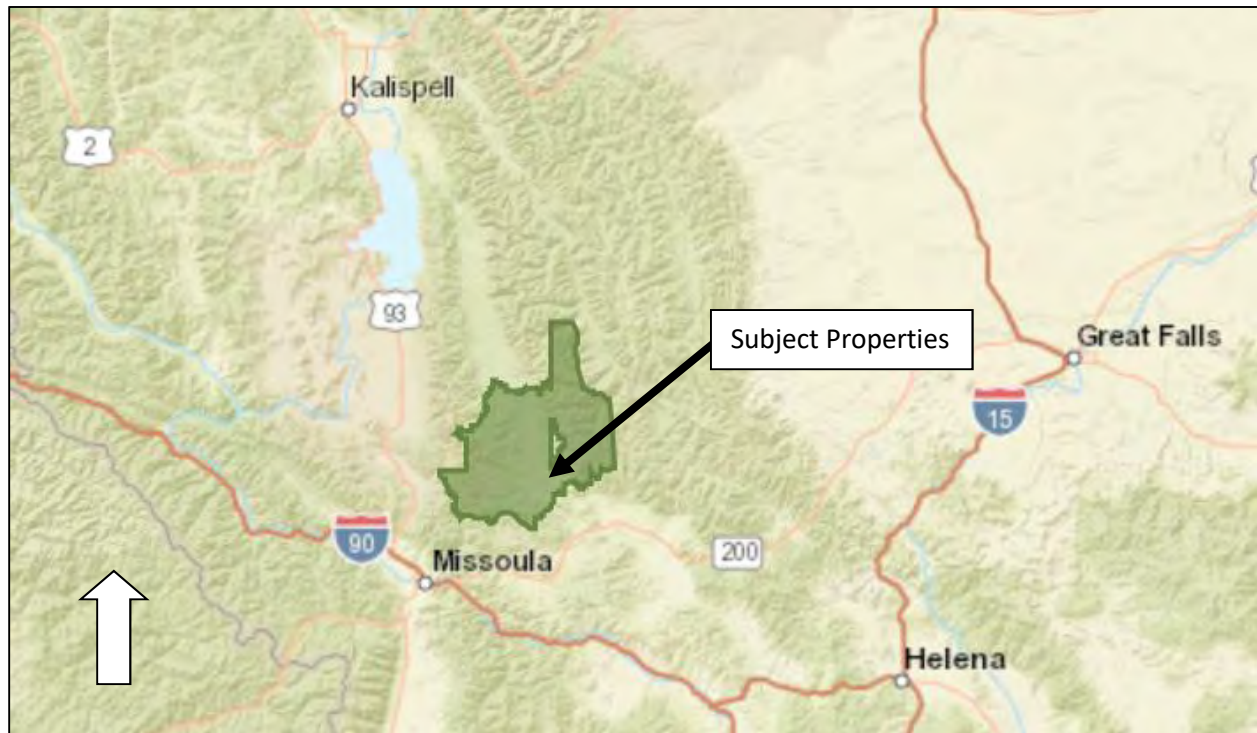 Kalispell
2
93
Subject Properties
Great Falls
15
200
90
Missoula
Helena